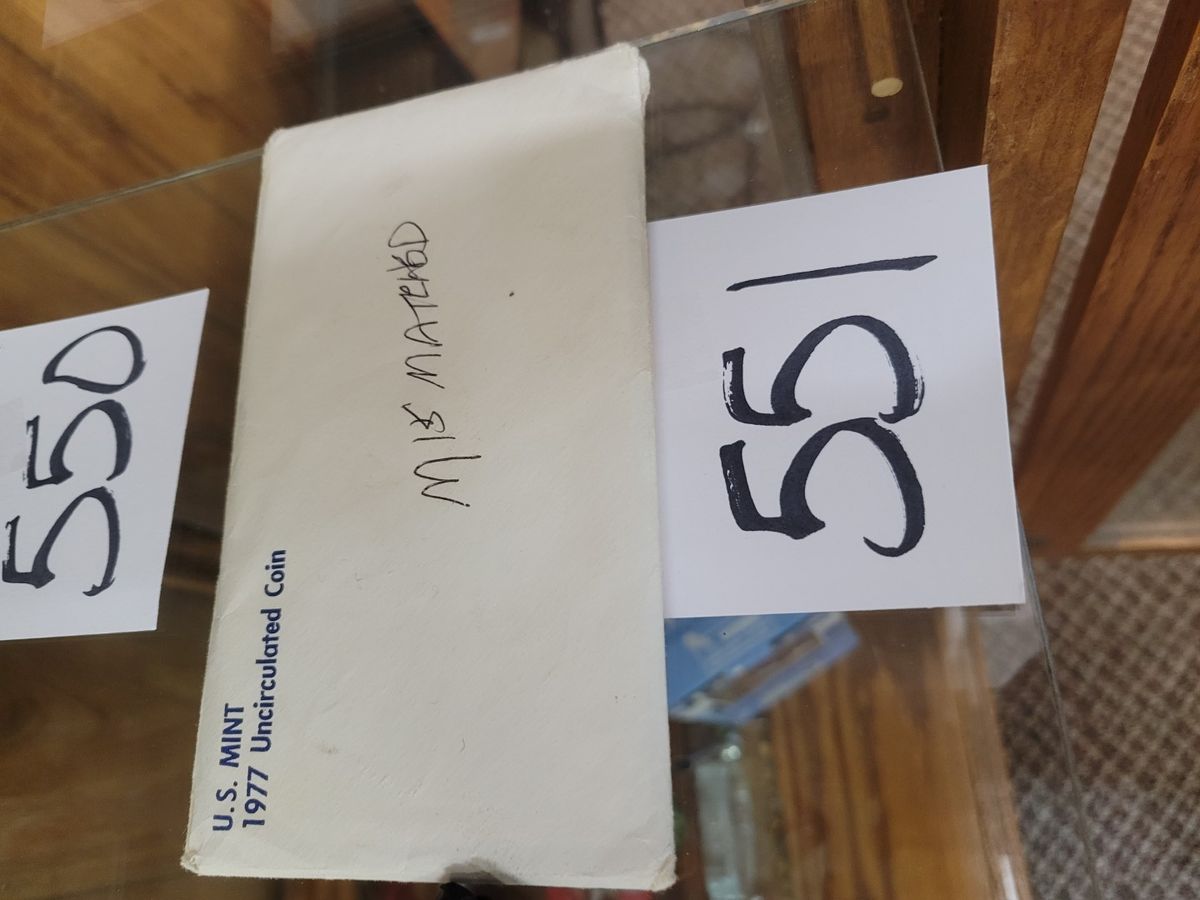 550
U.S. MINT
1977 Uncirculated Coin
MIS MATCHED
551